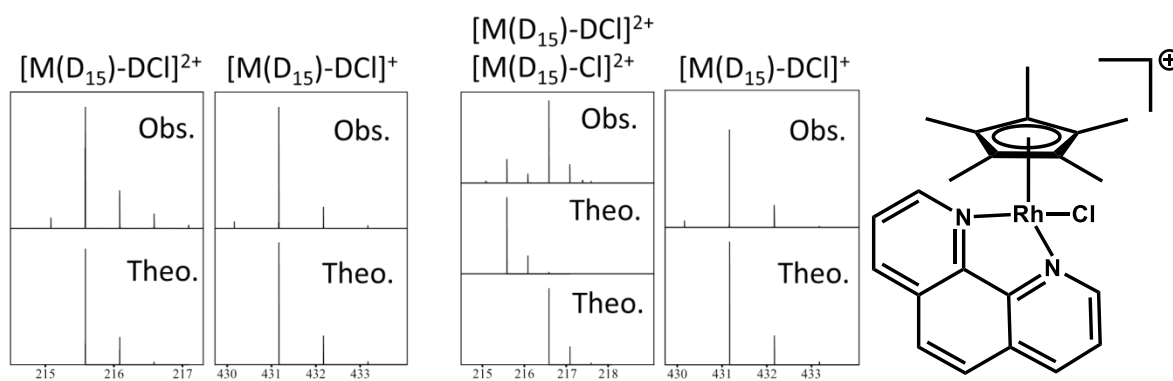 [M(D₁₅)-DCl]²⁺
[M(D₁₅)-DCl]⁺
Obs.
Obs.
Theo.
Theo.
215 216 217
430 431 432 433
[M(D₁₅)-DCl]²⁺
[M(D₁₅)-Cl]²⁺
[M(D₁₅)-DCl]⁺
Obs.
Obs.
Theo.
Theo.
Theo.
215 216 217 218
430 431 432 433
⊕
N
Rh
Cl
N